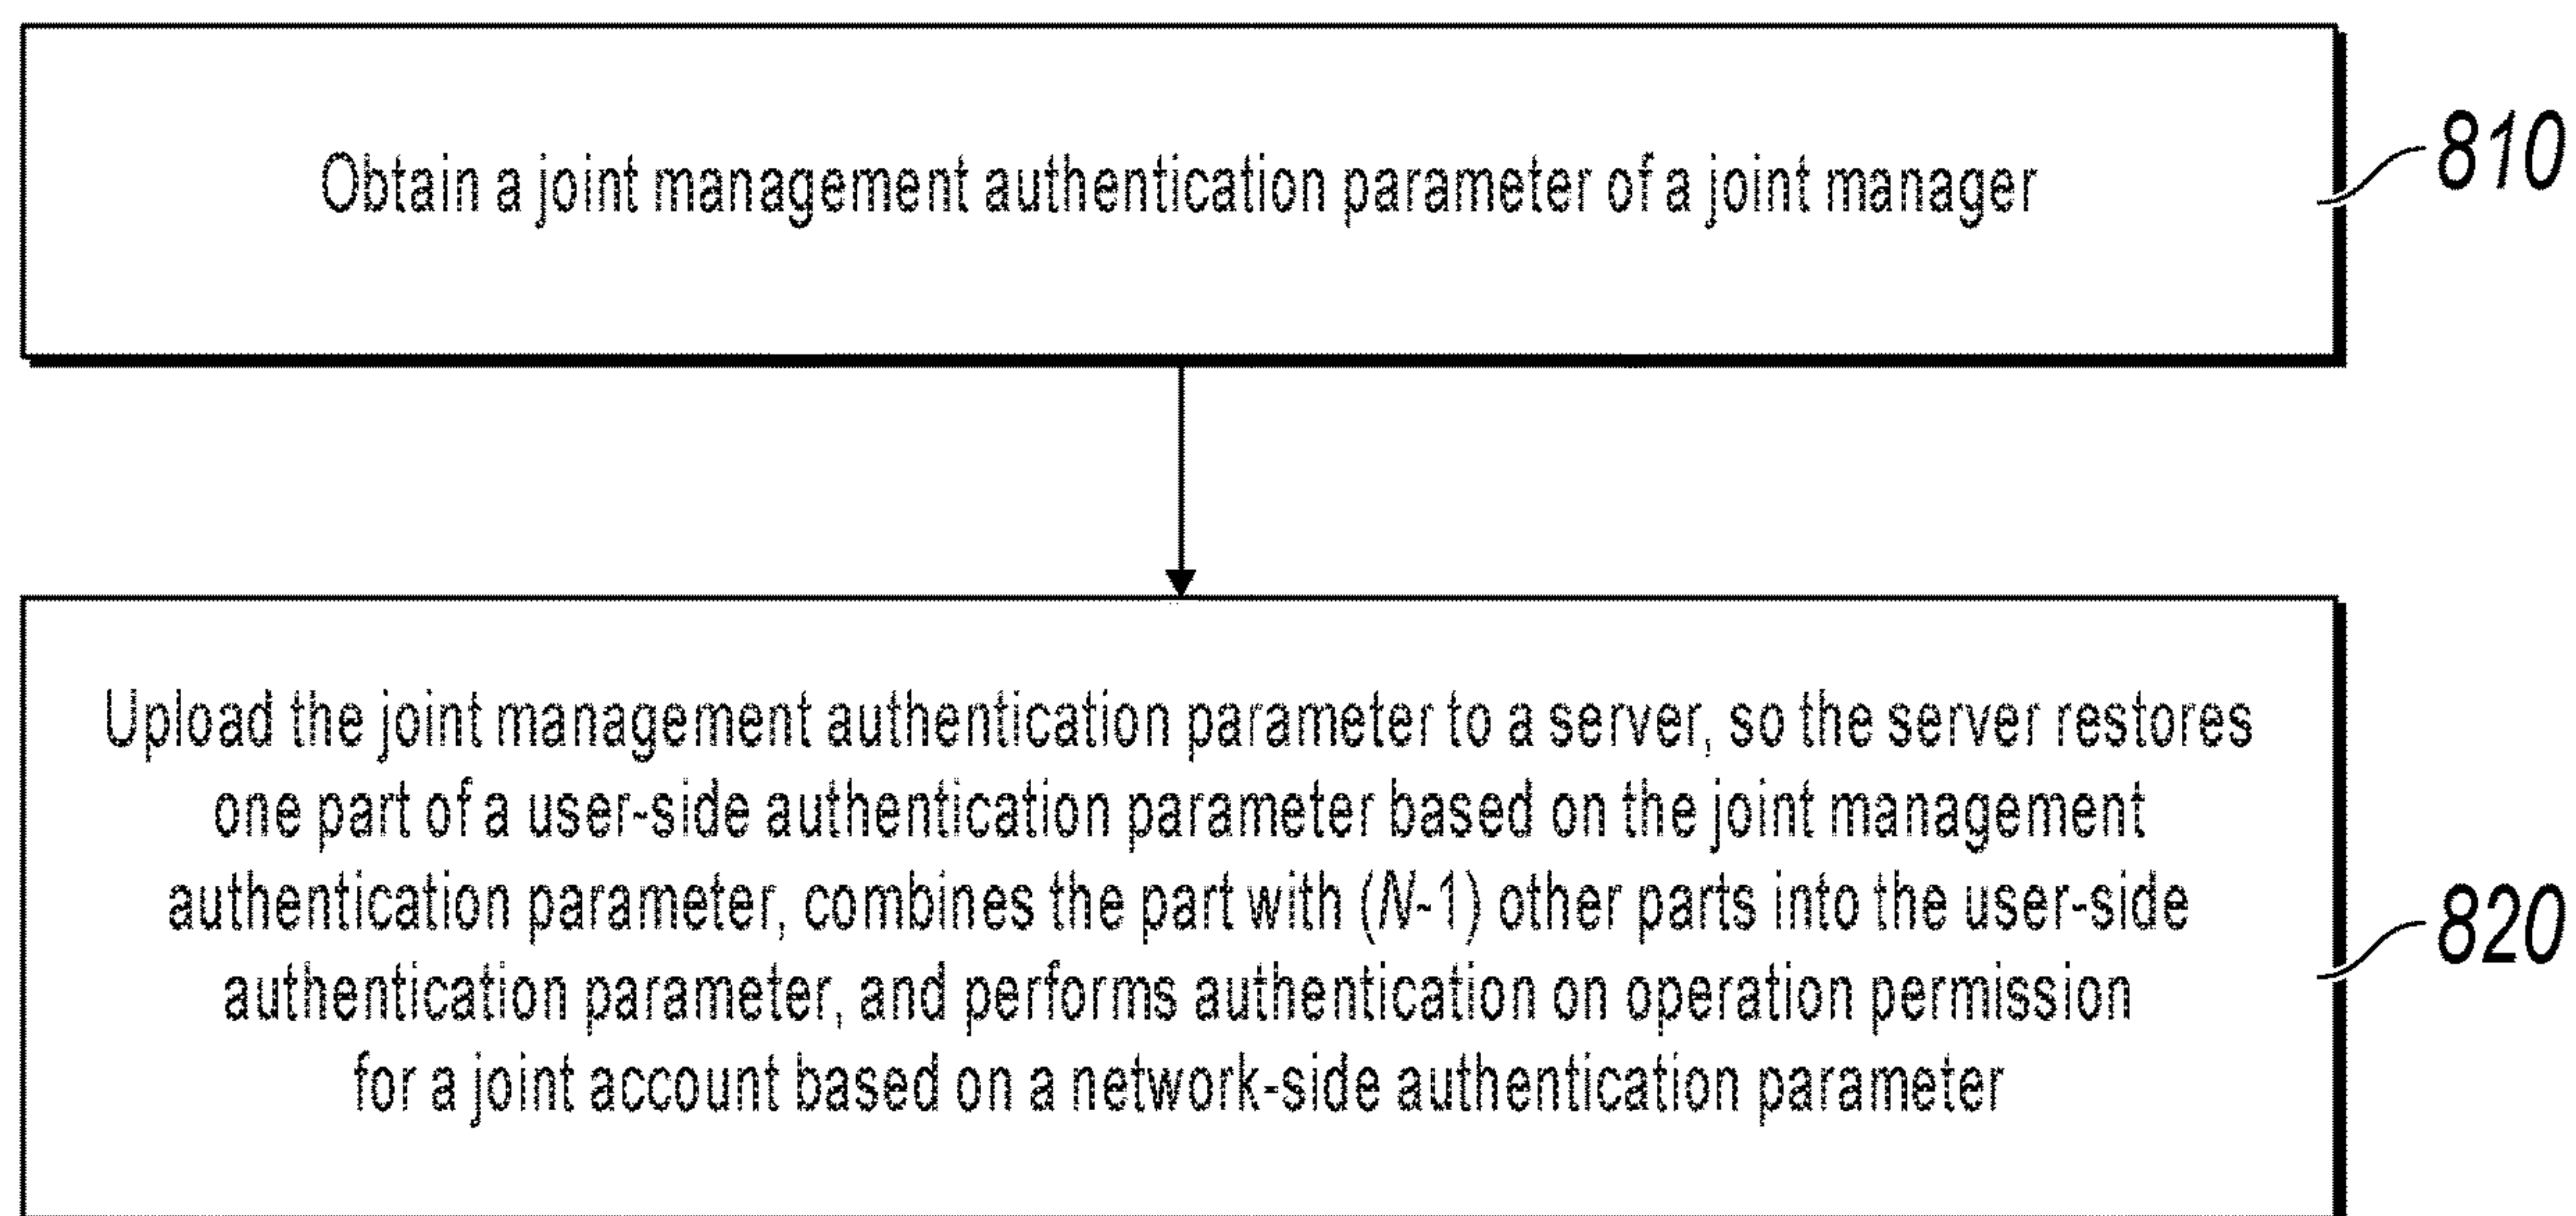 Obtain a joint management authentication parameter of a joint manager
810
Upload the joint management authentication parameter to a server, so the server restores
one part of a user-side authentication parameter based on the joint management
authentication parameter, combines the part with (N-1) other parts into the user-side
authentication parameter, and performs authentication on operation permission
for a joint account based on a network-side authentication parameter
820